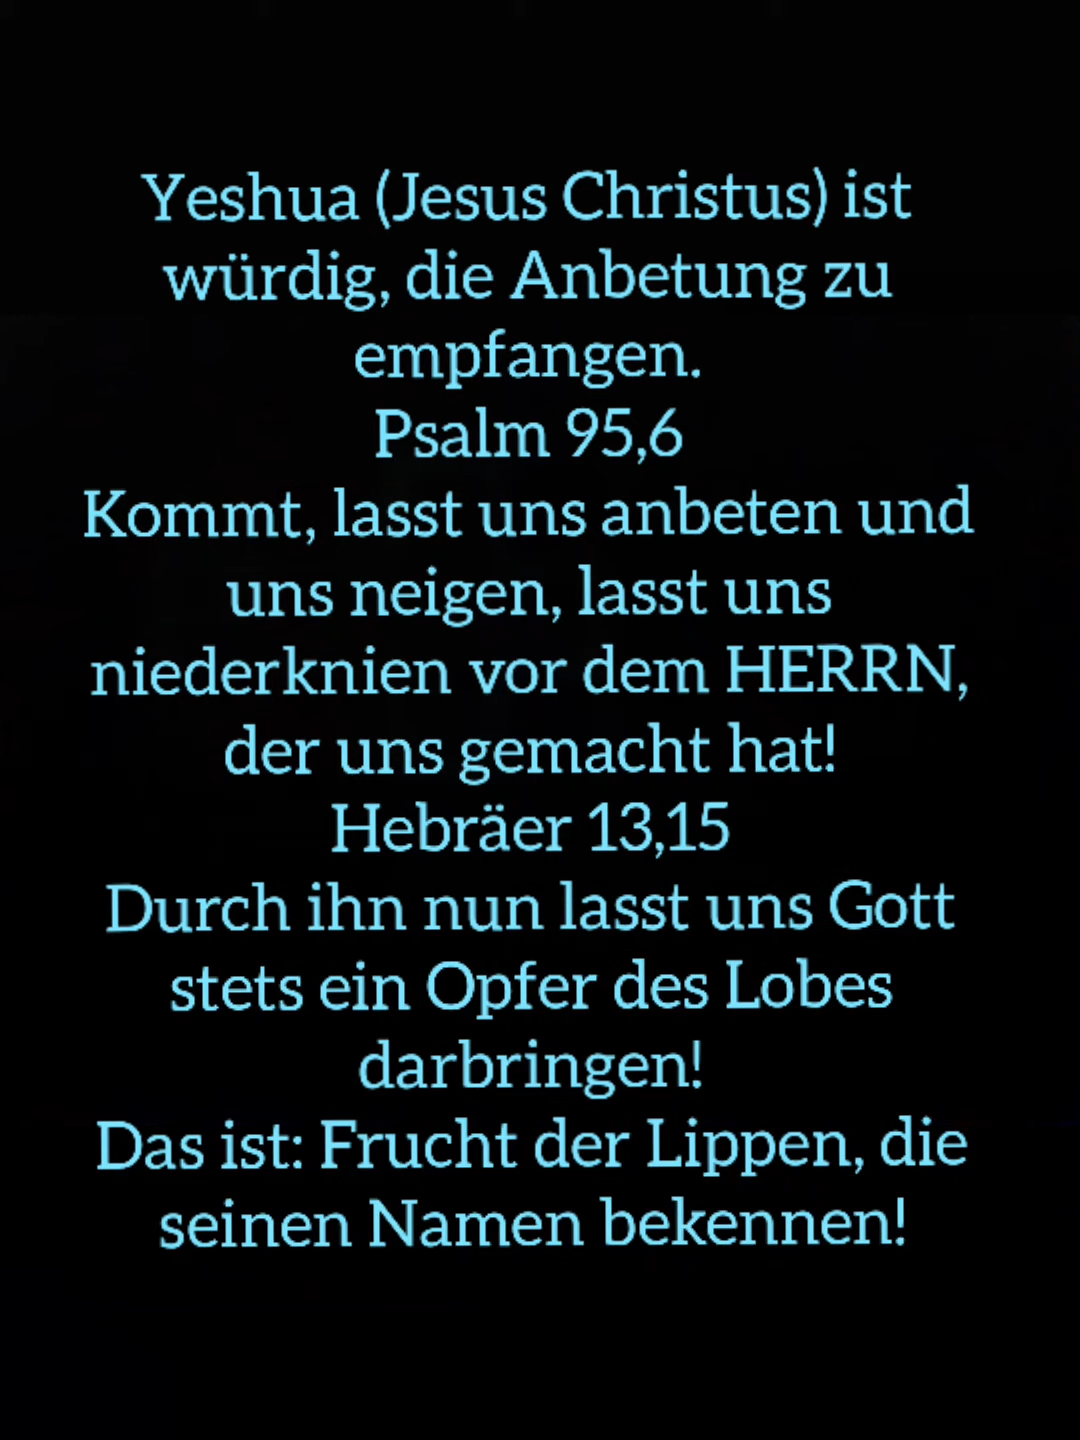 Yeshua (Jesus Christus) ist
würdig, die Anbetung zu
empfangen.
Psalm 95,6
Kommt, lasst uns anbeten und
uns neigen, lasst uns
niederknien vor dem HERRN,
der uns gemacht hat!
Hebräer 13,15
Durch ihn nun lasst uns Gott
stets ein Opfer des Lobes
darbringen!
Das ist: Frucht der Lippen, die
seinen Namen bekennen!